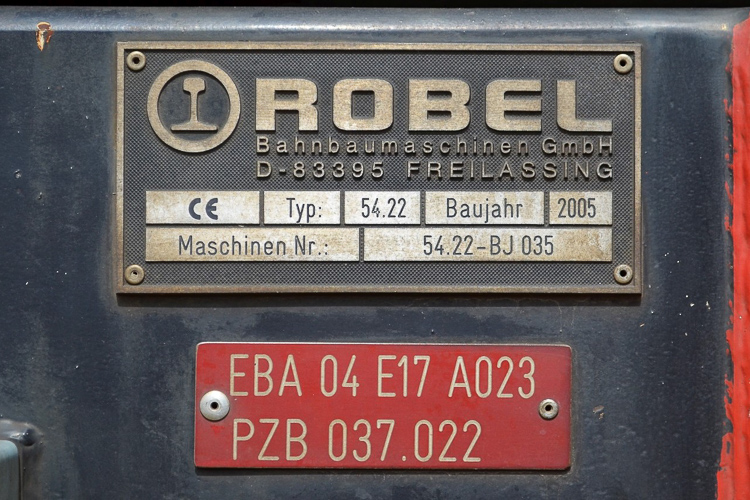 ROBEL
Bahnbaumaschinen GmbH
D-83395 FREILASSING
CE Typ: 54.22 Baujahr 2005
Maschinen Nr.: 54.22-BJ 035
EBA 04 E17 A023
PZB 037.022